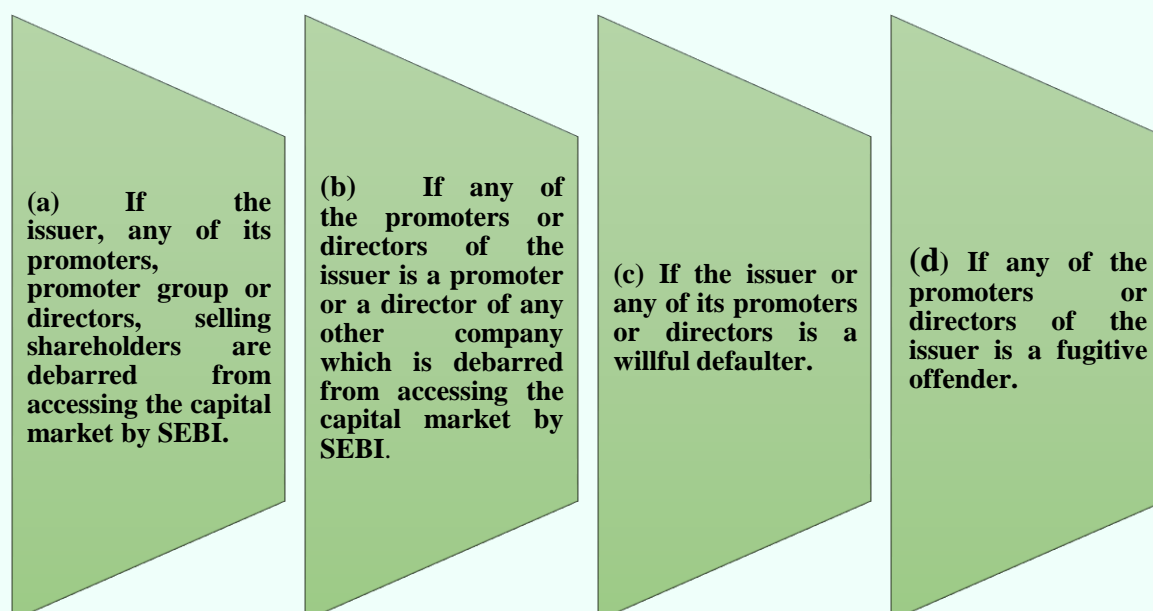 (a) If the
issuer, any of its
promoters,
promoter group or
directors, selling
shareholders are
debarred from
accessing the capital
market by SEBI.
(b) If any of
the promoters or
directors of the
issuer is a promoter
or a director of any
other company
which is debarred
from accessing the
capital market by
SEBI.
(c) If the issuer or
any of its promoters
or directors is a
willful defaulter.
(d) If any of the
promoters or
directors of the
issuer is a fugitive
offender.